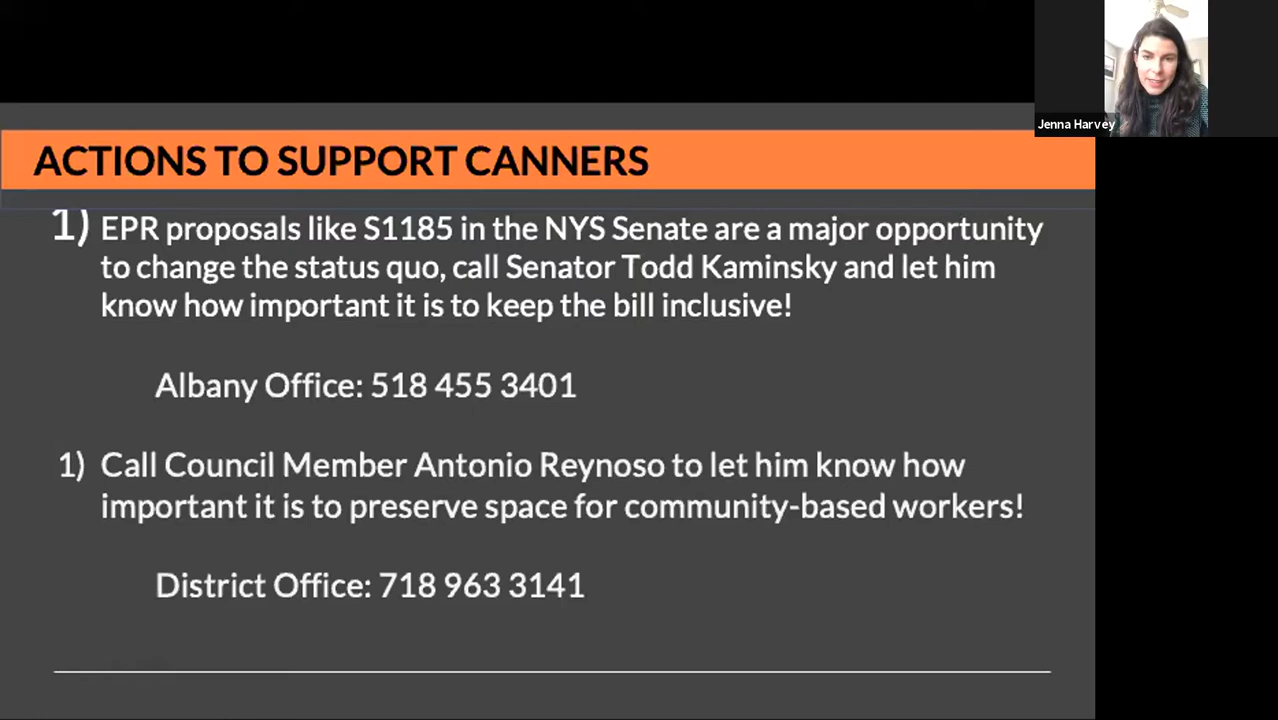 Jenna Harvey
ACTIONS TO SUPPORT CANNERS
1) EPR proposals like S1185 in the NYS Senate are a major opportunity
to change the status quo, call Senator Todd Kaminsky and let him
know how important it is to keep the bill inclusive!
Albany Office: 518 455 3401
1) Call Council Member Antonio Reynoso to let him know how
important it is to preserve space for community-based workers!
District Office: 718 963 3141